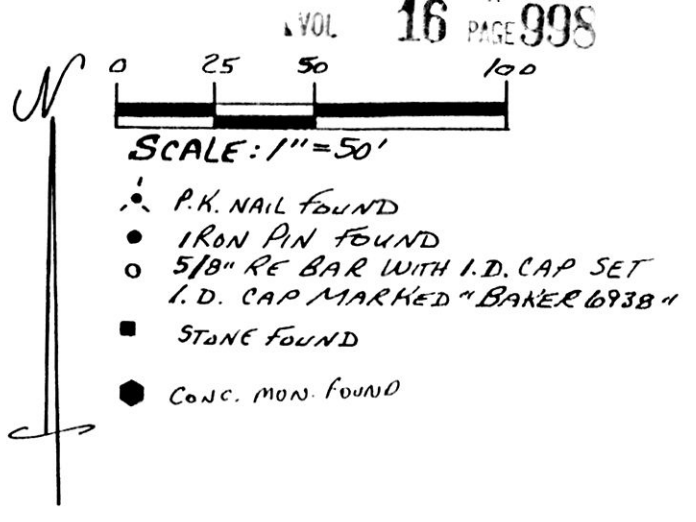 VOL 16 PAGE 998
N
0 25 50 100
SCALE: 1" = 50'
P.K. NAIL FOUND
IRON PIN FOUND
5/8" RE BAR WITH I.D. CAP SET
I.D. CAP MARKED "BAKER 6938"
STONE FOUND
CONC. MON. FOUND